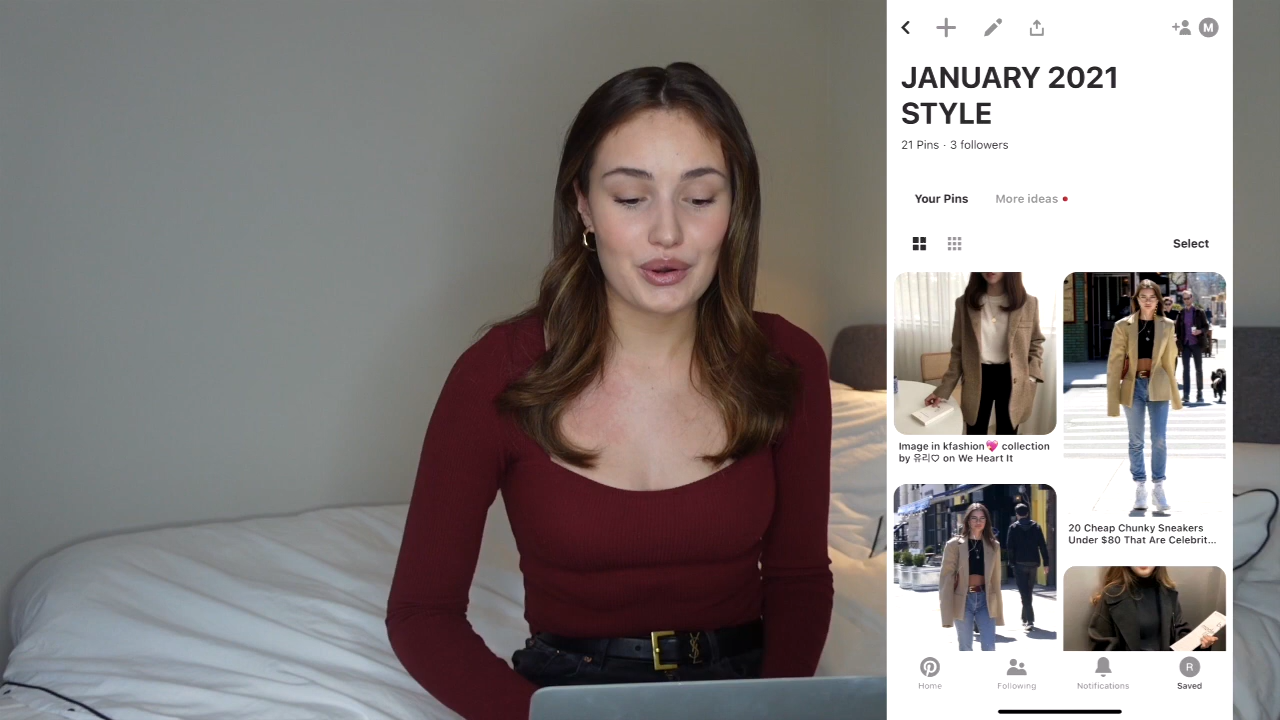 M
JANUARY 2021
STYLE
21 Pins · 3 followers
Your Pins
More ideas
Select
Image in kfashion💖 collection
by 유리♡ on We Heart It
20 Cheap Chunky Sneakers
Under $80 That Are Celebrit...
Home
Following
Notifications
R
Saved